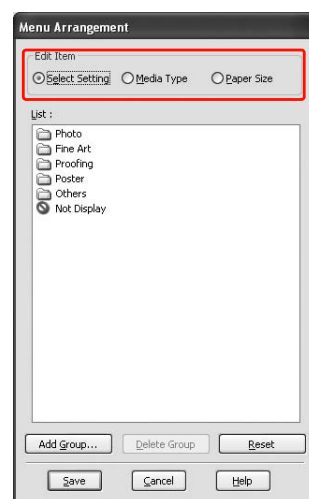 Menu Arrangement
Edit Item
Select Setting Media Type Paper Size
List :
Photo
Fine Art
Proofing
Poster
Others
Not Display
Add Group... Delete Group Reset
Save Cancel Help